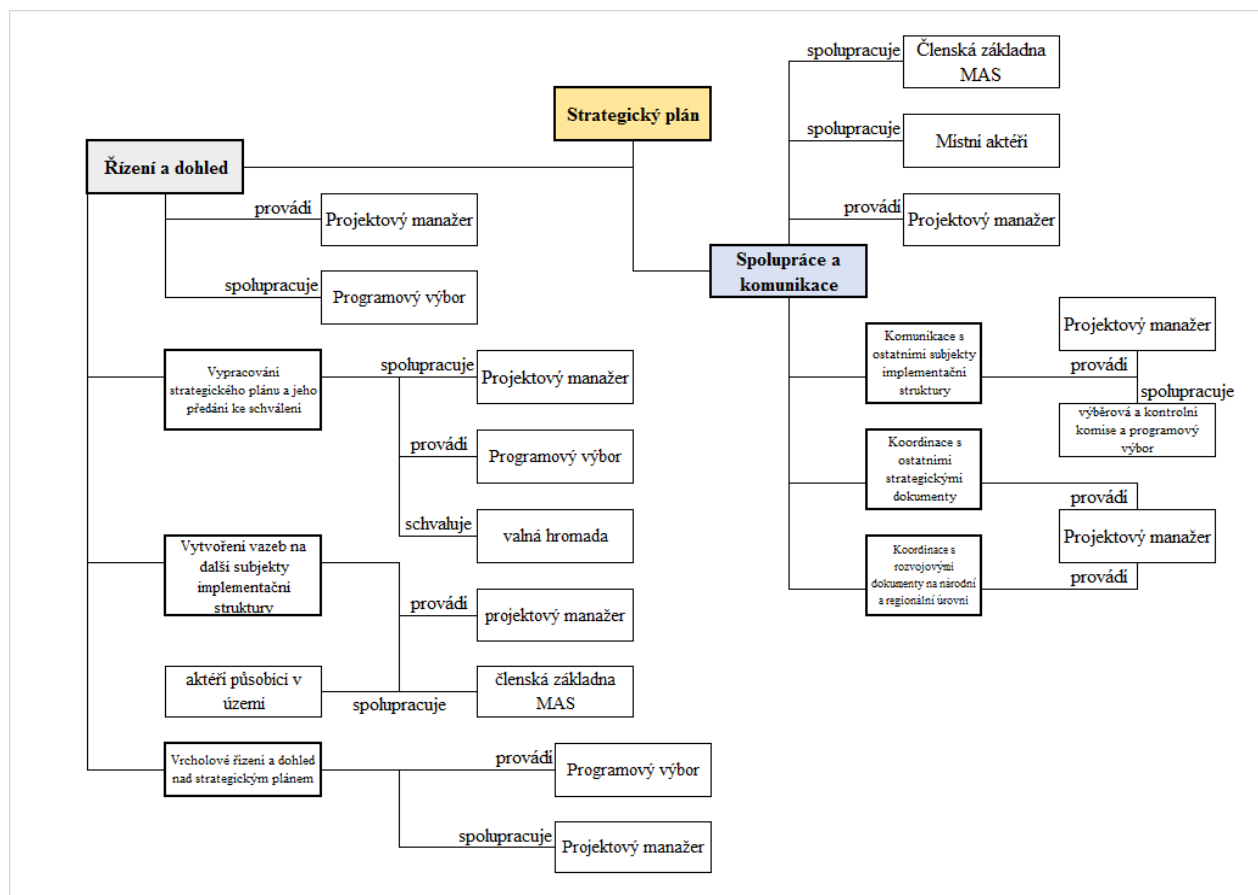 Strategický plán
Řízení a dohled
provádí
Projektový manažer
spolupracuje
Programový výbor
Vypracování
strategického plánu a jeho
předání ke schválení
spolupracuje
Projektový manažer
provádí
Programový výbor
schvaluje
valná hromada
Vytvoření vazeb na
další subjekty
implementační
struktury
provádí
projektový manažer
aktéři působící v
území
spolupracuje
členská základna
MAS
Vrcholové řízení a dohled
nad strategickým plánem
provádí
Programový výbor
spolupracuje
Projektový manažer
spolupracuje
Členská základna
MAS
spolupracuje
Místní aktéři
provádí
Projektový manažer
Spolupráce a
komunikace
Komunikace s
ostatními subjekty
implementační
struktury
Projektový manažer
provádí
spolupracuje
výběrová a kontrolní
komise a programový
výbor
Koordinace s
ostatními
strategickými
dokumenty
provádí
Projektový manažer
Koordinace s
rozvojovými
dokumenty na národní
a regionální úrovni
provádí